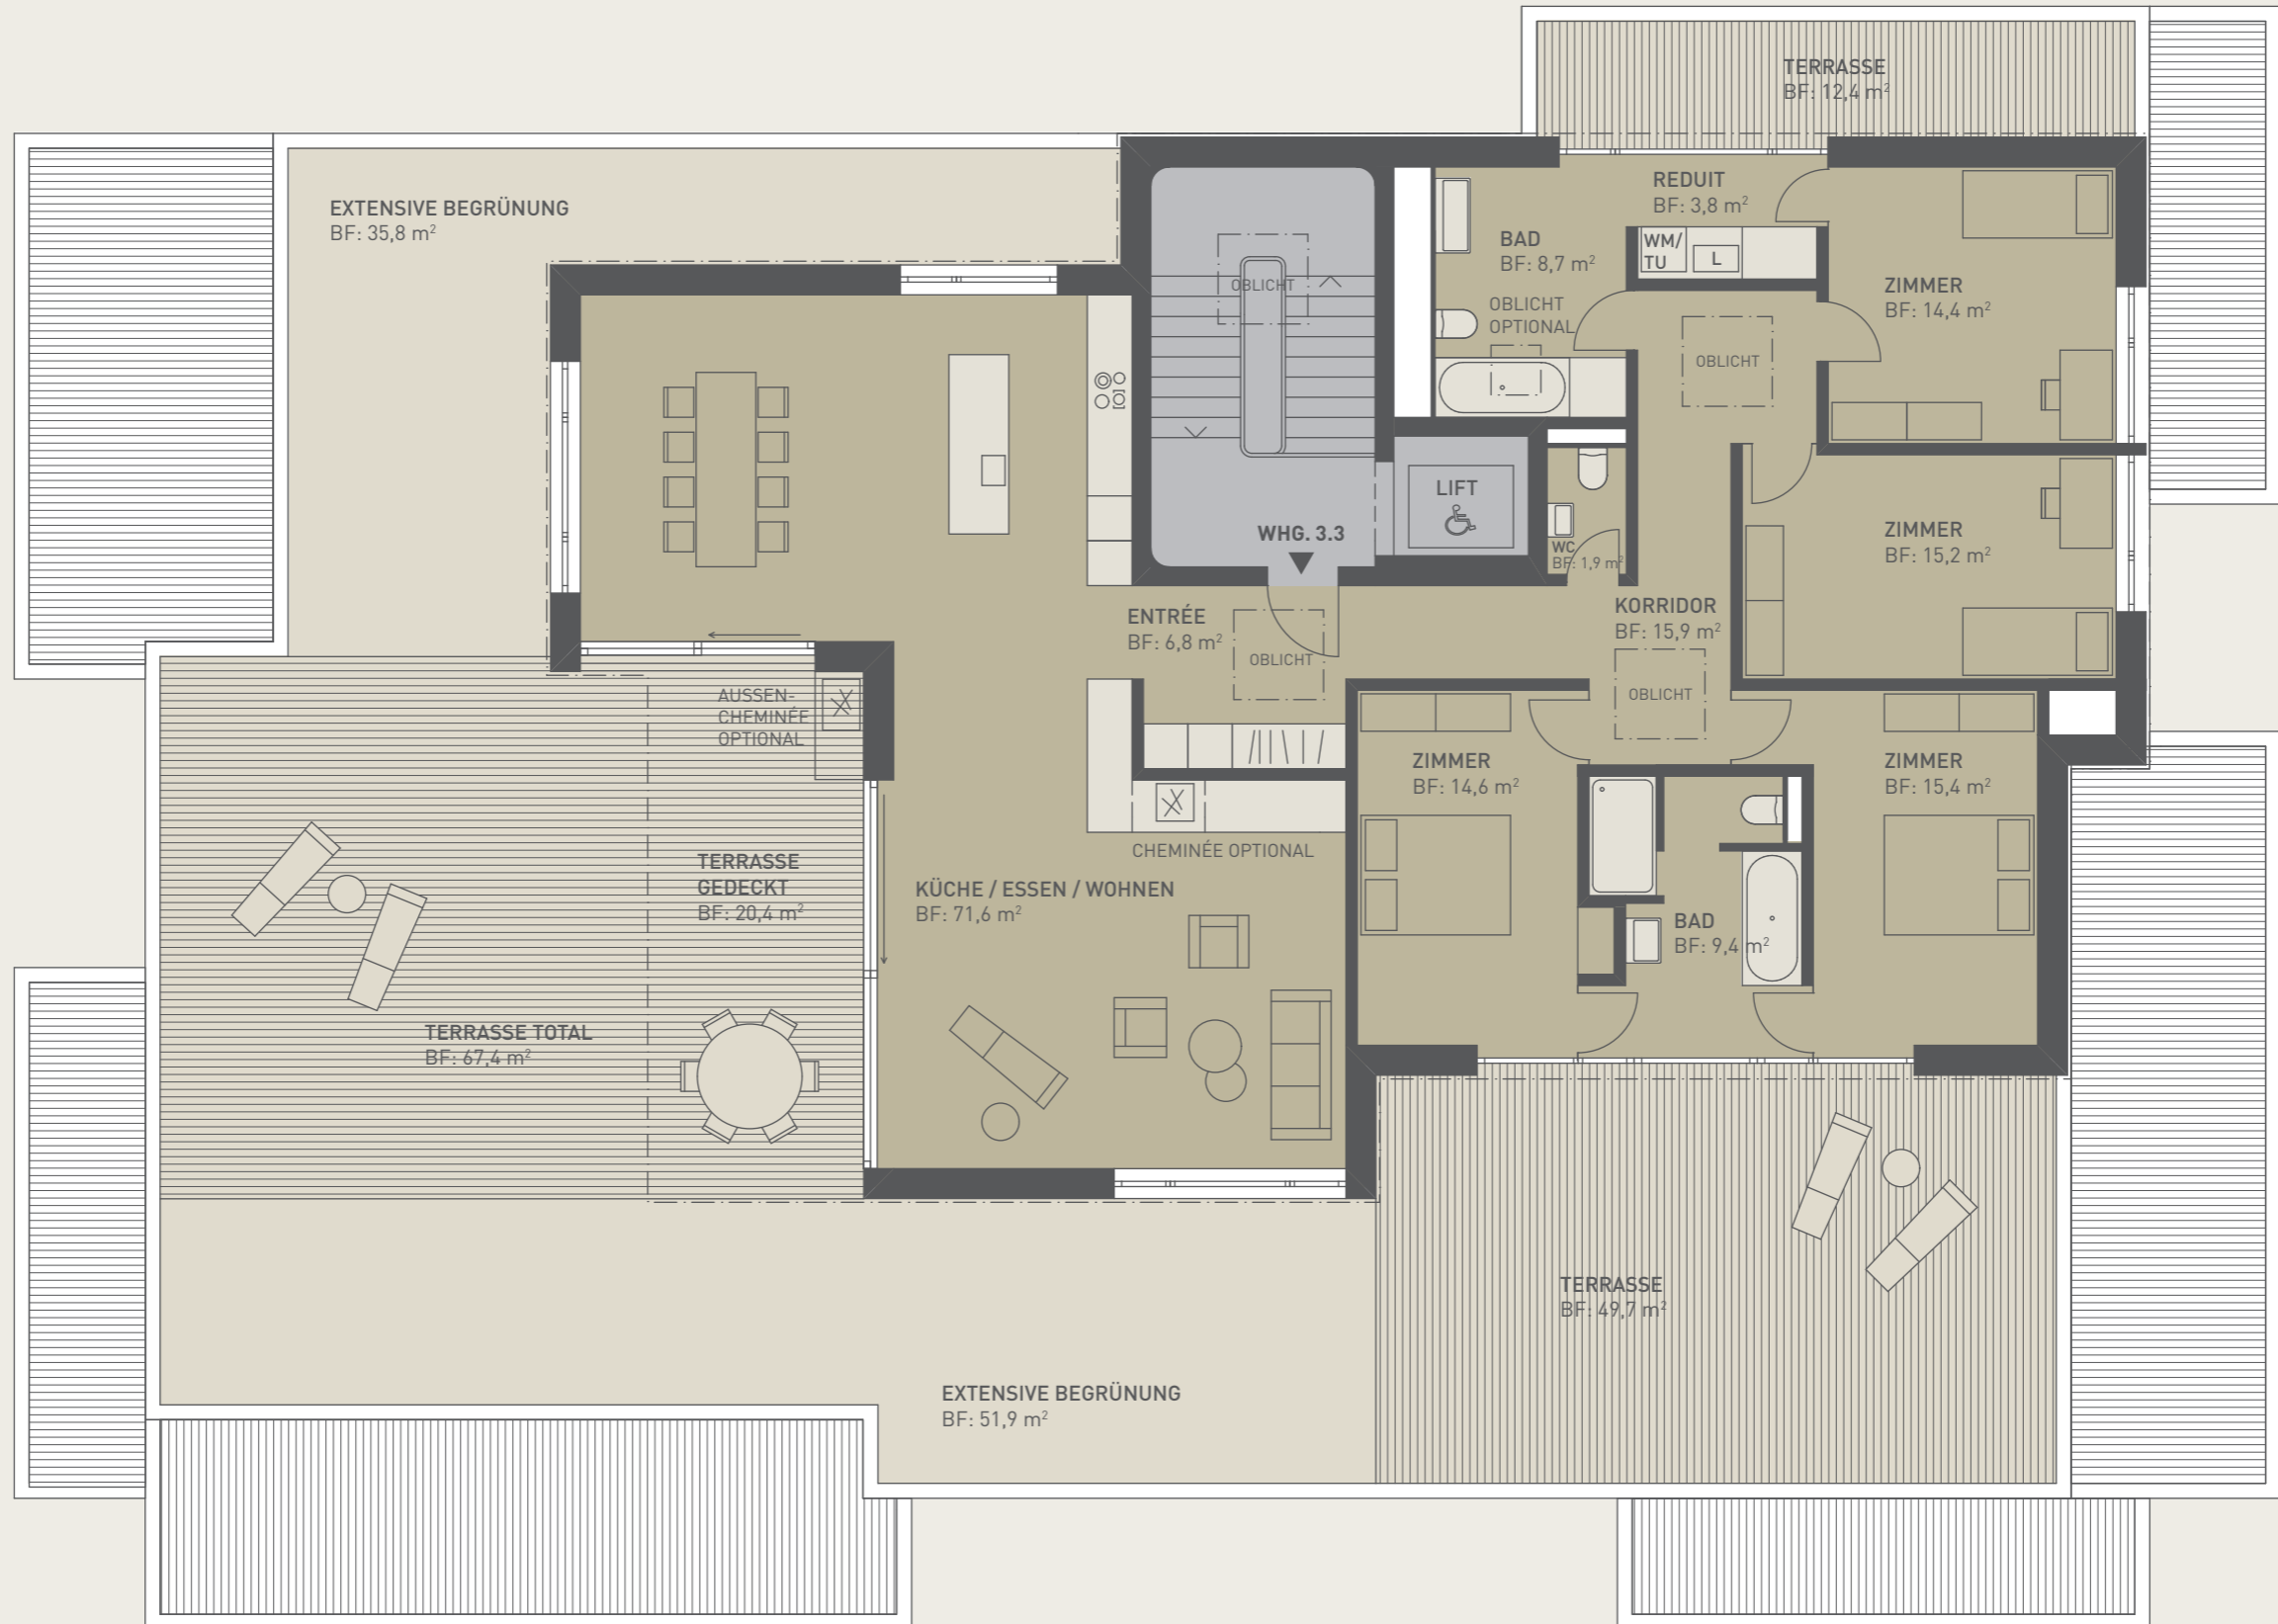 TERRASSE
BF: 12,4 m²
EXTENSIVE BEGRÜNUNG
BF: 35,8 m²
REDUIT
BF: 3,8 m²
WM/
TU
L
BAD
BF: 8,7 m²
OBLICHT
OPTIONAL
OBLICHT
ZIMMER
BF: 14,4 m²
OBLICHT
LIFT
WHG. 3.3
WC
BF: 1,9 m²
ZIMMER
BF: 15,2 m²
ENTRÉE
BF: 6,8 m²
OBLICHT
KORRIDOR
BF: 15,9 m²
OBLICHT
AUSSEN-
CHEMINÉE
OPTIONAL
ZIMMER
BF: 14,6 m²
ZIMMER
BF: 15,4 m²
CHEMINÉE OPTIONAL
TERRASSE
GEDECKT
BF: 20,4 m²
KÜCHE / ESSEN / WOHNEN
BF: 71,6 m²
BAD
BF: 9,4 m²
TERRASSE TOTAL
BF: 67,4 m²
TERRASSE
BF: 49,7 m²
EXTENSIVE BEGRÜNUNG
BF: 51,9 m²